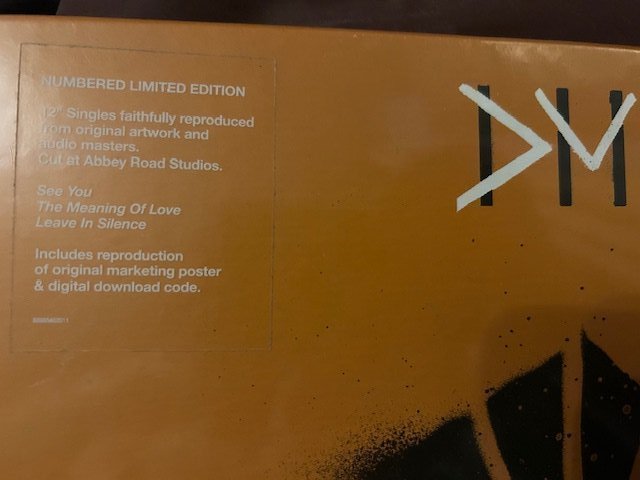 NUMBERED LIMITED EDITION
12" Singles faithfully reproduced
from original artwork and
audio masters.
Cut at Abbey Road Studios.
See You
The Meaning Of Love
Leave In Silence
Includes reproduction
of original marketing poster
& digital download code.
DM